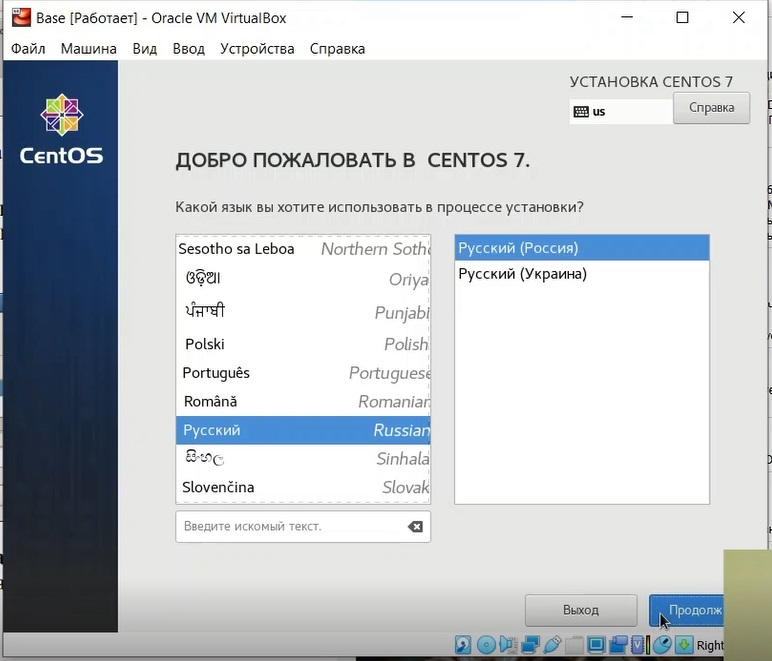 Base [Работает] - Oracle VM VirtualBox
Файл Машина Вид Ввод Устройства Справка
УСТАНОВКА CENTOS 7
us Справка
CentOS
ДОБРО ПОЖАЛОВАТЬ В CENTOS 7.
Какой язык вы хотите использовать в процессе установки?
Sesotho sa Leboa Northern Sotho
ଓଡ଼ିଆ Oriya
ਪੰਜਾਬੀ Punjabi
Polski Polish
Português Portuguese
Română Romanian
Русский Russian
සිංහල Sinhala
Slovenčina Slovak
Русский (Россия)
Русский (Украина)
Введите искомый текст.
Выход Продолж
Right